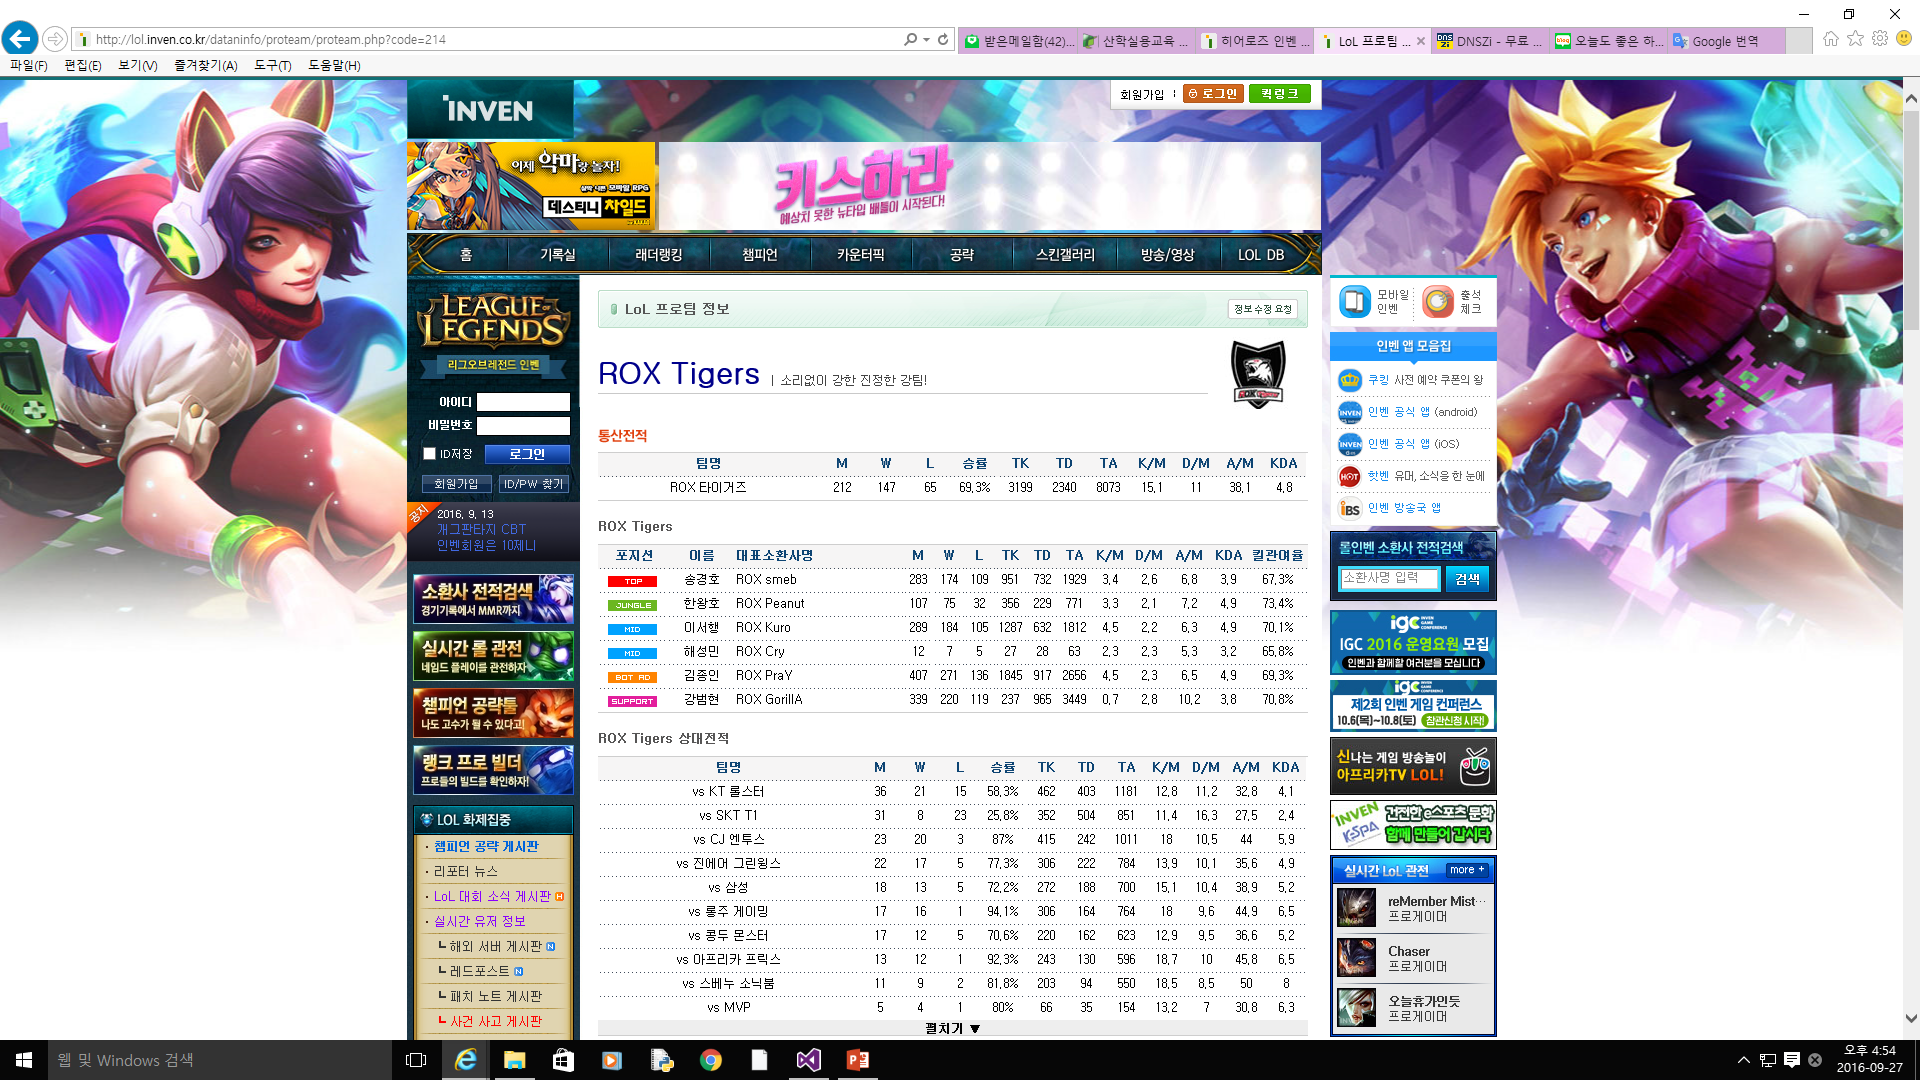 http://lol.inven.co.kr/dataninfo/proteam/proteam.php?code=214
받은메일함(42)...
산학실용교육 ...
히어로즈 인벤 ...
LoL 프로팀 ...
DNSZi - 무료 ...
오늘도 좋은 하...
Google 번역
파일(F) 편집(E) 보기(V) 즐겨찾기(A) 도구(T) 도움말(H)
INVEN
회원가입 로그인 퀵링크
이제 악마랑 놀자!
데스티니 차일드
키스하라
예상치 못한 뉴타입 배틀이 시작된다!
홈 기록실 래더랭킹 챔피언 카운터픽 공략 스킨갤러리 방송/영상 LOL DB
LEAGUE OF LEGENDS
리그오브레전드 인벤
아이디
비밀번호
ID저장 로그인
회원가입 ID/PW 찾기
공지
2016. 9. 13
개그판타지 CBT
인벤회원은 10제니
소환사 전적검색
경기기록에서 MMR까지
실시간 롤 관전
네임드 플레이를 관전하자
챔피언 공략툴
나도 고수가 될 수 있다고!
랭크 프로 빌더
프로들의 빌드를 확인하자!
LOL 화제집중
· 챔피언 공략 게시판
· 리포터 뉴스
· LoL 대회 소식 게시판
· 실시간 유저 정보
┗ 해외 서버 게시판
┗ 레드포스트
┗ 패치 노트 게시판
┗ 사건 사고 게시판
LoL 프로팀 정보
정보수정 요청
ROX Tigers | 소리없이 강한 진정한 강팀!
통산전적
팀명 M W L 승률 TK TD TA K/M D/M A/M KDA
ROX 타이거즈 212 147 65 69.3% 3199 2340 8073 15.1 11 38.1 4.8
ROX Tigers
포지션 이름 대표소환사명 M W L TK TD TA K/M D/M A/M KDA 킬관여율
TOP 송경호 ROX smeb 283 174 109 951 732 1929 3.4 2.6 6.8 3.9 67.3%
JUNGLE 한왕호 ROX Peanut 107 75 32 356 229 771 3.3 2.1 7.2 4.9 73.4%
MID 이서행 ROX Kuro 289 184 105 1287 632 1812 4.5 2.2 6.3 4.9 70.1%
MID 해성민 ROX Cry 12 7 5 27 28 63 2.3 2.3 5.3 3.2 65.8%
BOT AD 김종인 ROX PraY 407 271 136 1845 917 2656 4.5 2.3 6.5 4.9 69.3%
SUPPORT 강범현 ROX GorillA 339 220 119 237 965 3449 0.7 2.8 10.2 3.8 70.8%
ROX Tigers 상대전적
팀명 M W L 승률 TK TD TA K/M D/M A/M KDA
vs KT 롤스터 36 21 15 58.3% 462 403 1181 12.8 11.2 32.8 4.1
vs SKT T1 31 8 23 25.8% 352 504 851 11.4 16.3 27.5 2.4
vs CJ 엔투스 23 20 3 87% 415 242 1011 18 10.5 44 5.9
vs 진에어 그린윙스 22 17 5 77.3% 306 222 784 13.9 10.1 35.6 4.9
vs 삼성 18 13 5 72.2% 272 188 700 15.1 10.4 38.9 5.2
vs 롱주 게이밍 17 16 1 94.1% 306 164 764 18 9.6 44.9 6.5
vs 콩두 몬스터 17 12 5 70.6% 220 162 623 12.9 9.5 36.6 5.2
vs 아프리카 프릭스 13 12 1 92.3% 243 130 596 18.7 10 45.8 6.5
vs 스베누 소닉붐 11 9 2 81.8% 203 94 550 18.5 8.5 50 8
vs MVP 5 4 1 80% 66 35 154 13.2 7 30.8 6.3
펼치기 ▼
모바일 인벤
출석 체크
인벤 앱 모음집
쿠킹 사전 예약 쿠폰의 왕
인벤 공식 앱 (android)
인벤 공식 앱 (iOS)
핫벤 유머, 소식을 한 눈에
인벤 방송국 앱
롤인벤 소환사 전적검색
소환사명 입력 검색
igc
IGC 2016 운영요원 모집
인벤과 함께할 여러분을 모십니다
igc
제2회 인벤 게임 컨퍼런스
10.6(목)~10.8(토) 참관신청 시작!
신나는 게임 방송놀이
아프리카TV LOL!
INVEN KeSPA
건전한 e스포츠 문화
함께 만들어 갑시다
실시간 LoL 관전 more +
reMember Mist...
프로게이머
Chaser
프로게이머
오늘휴가인듯
프로게이머
웹 및 Windows 검색
오후 4:54
2016-09-27